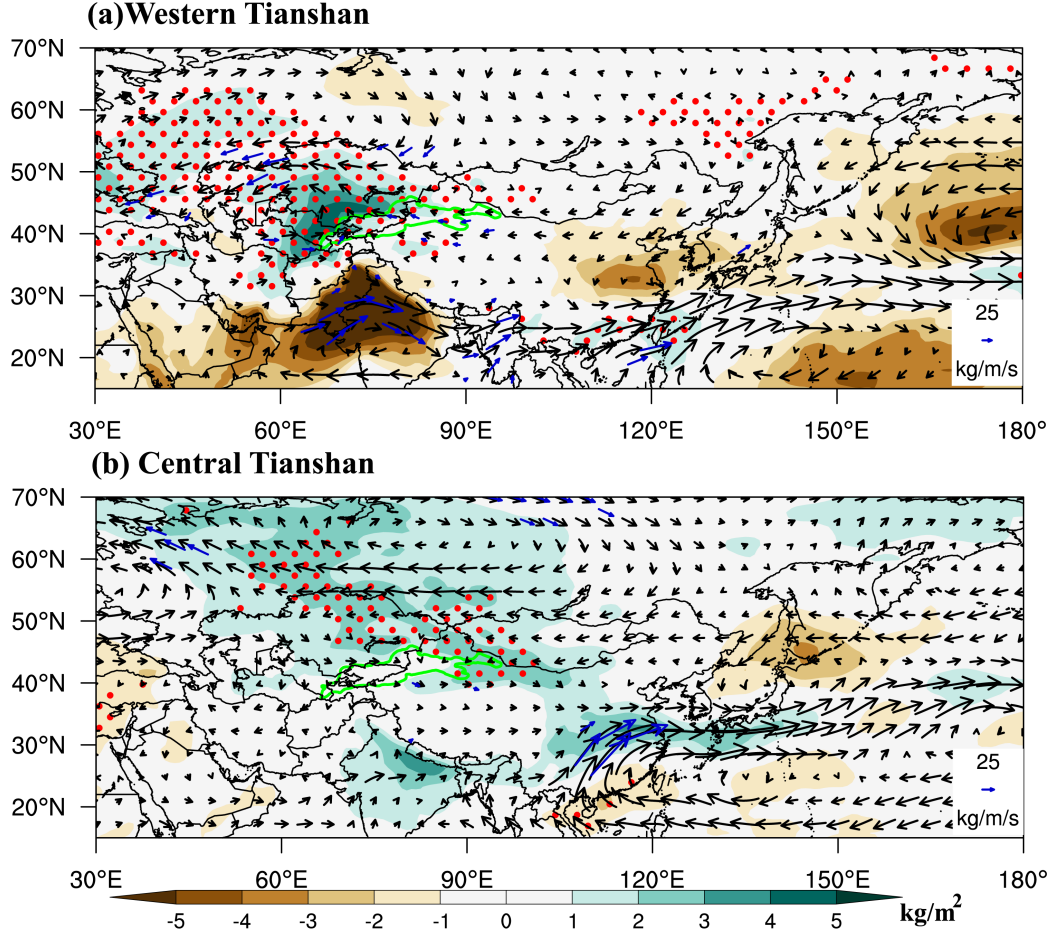 (a)Western Tianshan
70°N
60°N
50°N
40°N
30°N
20°N
25
kg/m/s
30°E 60°E 90°E 120°E 150°E 180°
(b) Central Tianshan
70°N
60°N
50°N
40°N
30°N
20°N
25
kg/m/s
30°E 60°E 90°E 120°E 150°E 180°
-5 -4 -3 -2 -1 0 1 2 3 4 5 kg/m²